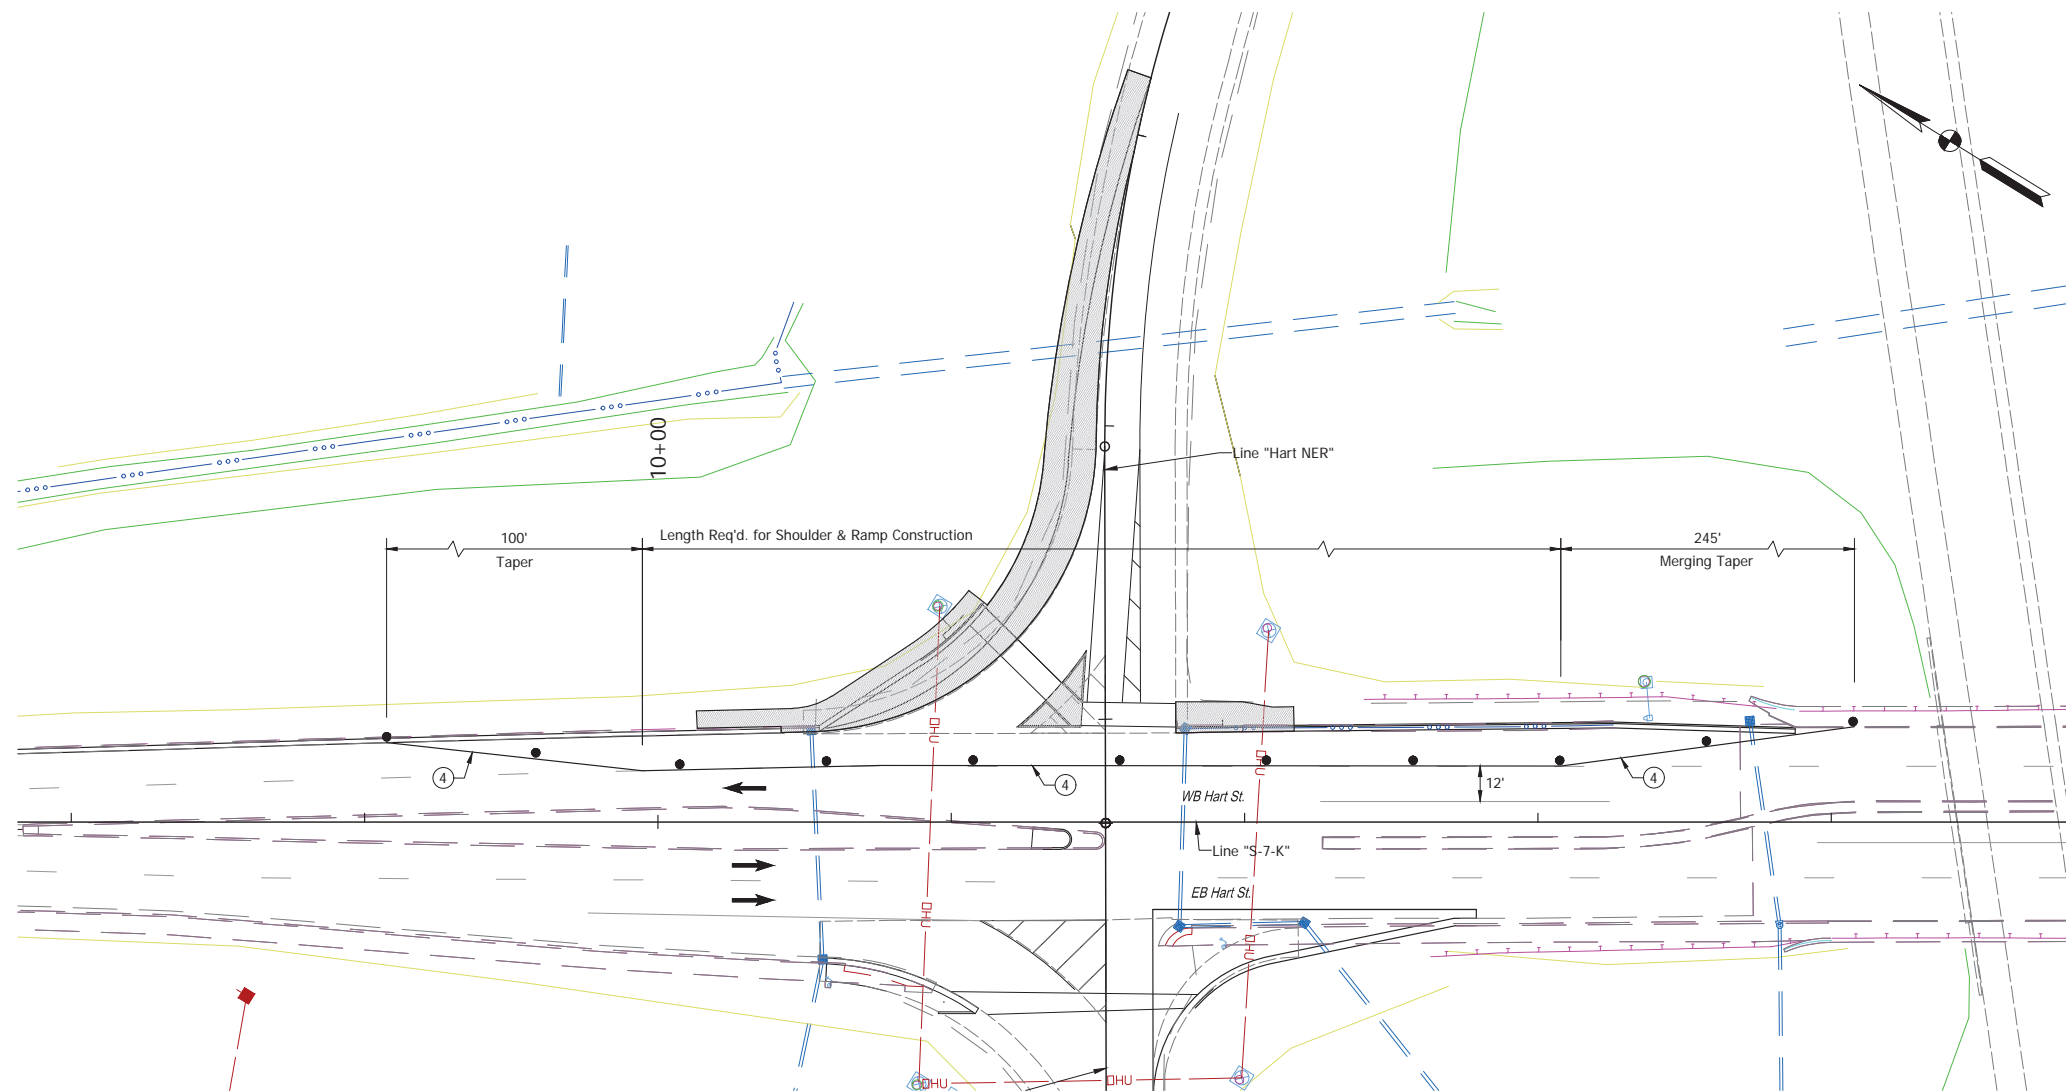 10+00
Line "Hart NER"
100'
Taper
Length Req'd. for Shoulder & Ramp Construction
245'
Merging Taper
OHU
OHU
4
4
4
12'
WB Hart St.
Line "S-7-K"
EB Hart St.
OHU
OHU
OHU
OHU